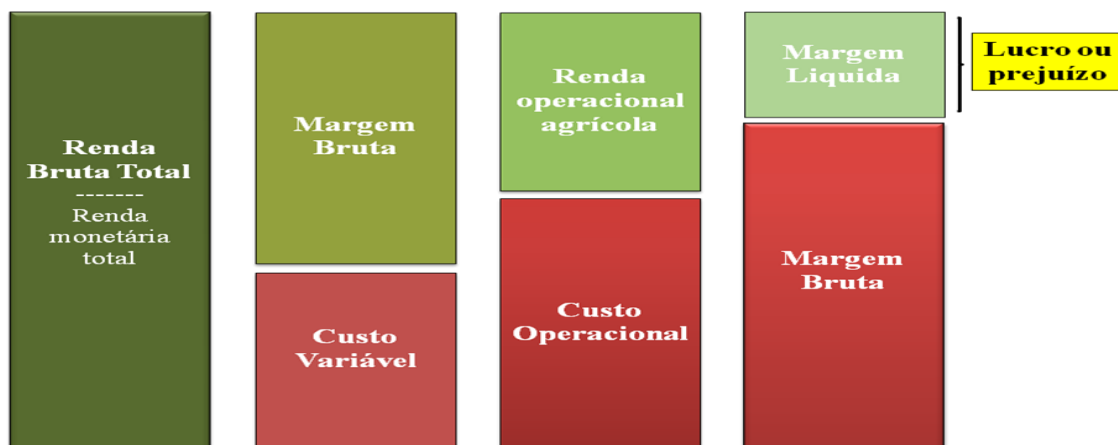 Renda
Bruta Total
-------
Renda
monetária
total
Margem
Bruta
Custo
Variável
Renda
operacional
agrícola
Custo
Operacional
Margem
Liquida
Margem
Bruta
Lucro ou
prejuízo